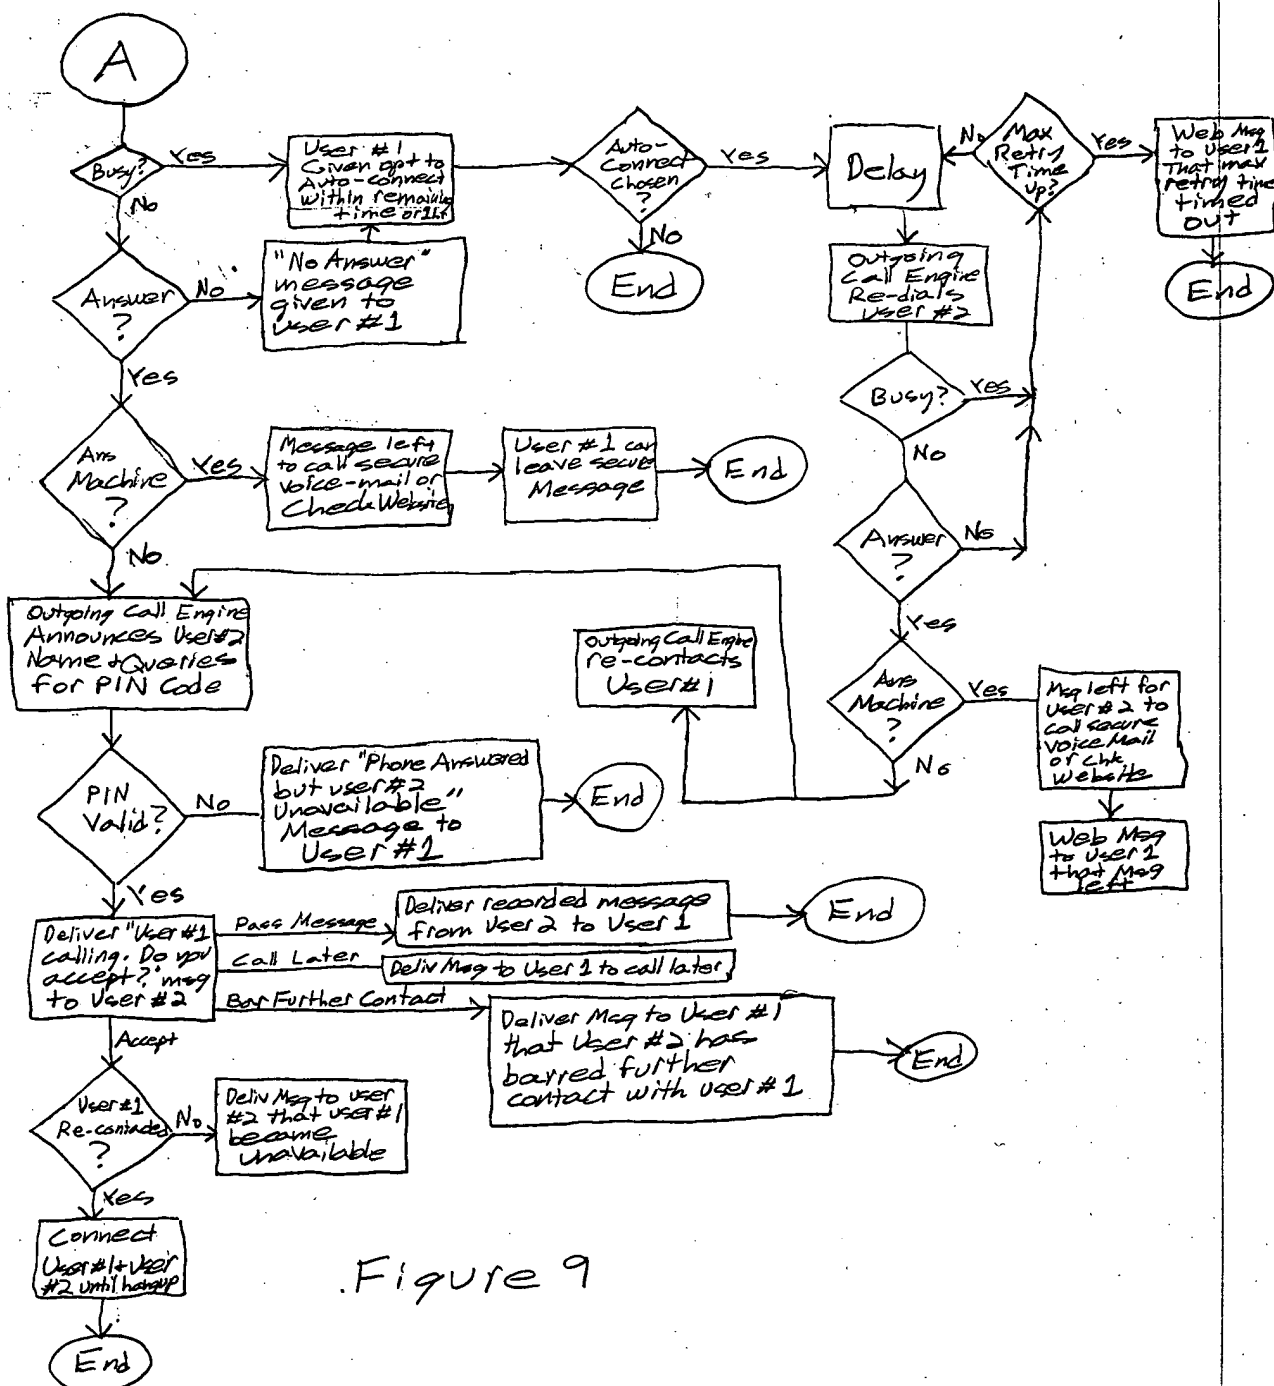 A
Busy?
Yes
No
User #1
Given opt to
Auto-connect
within remaining
time or 1hr
Auto-
Connect
Chosen
?
Yes
No
End
Delay
No
Max
Retry
Time
Up?
Yes
Web Msg
to User 1
That max
retry time
timed
out
End
Answer
?
No
Yes
"No Answer"
message
given to
User #1
Outgoing
Call Engine
Re-dials
User #2
Busy?
Yes
No
Ans
Machine
?
Yes
No
Message left
to call secure
voice-mail or
Check Website
User #1 can
leave secure
Message
End
Answer
?
No
Yes
Outgoing Call Engine
Announces User#2
Name + Queries
for PIN Code
Outgoing Call Engine
re-contacts
User#1
Ans
Machine
?
Yes
No
Msg left for
User #2 to
call secure
Voice Mail
or chk
website
Web Msg
to User 1
that Msg
left
PIN
Valid?
No
Yes
Deliver "Phone Answered
but user #2
Unavailable"
Message to
User #1
End
Deliver "User #1
calling. Do you
accept?" msg
to User #2
Pass Message
Deliver recorded message
from User 2 to User 1
End
Call Later
Deliv Msg to User 1 to call later
Bar Further Contact
Deliver Msg to User #1
that User #2 has
barred further
contact with user #1
End
Accept
User #1
Re-contacted
?
No
Yes
Deliv Msg to user
#2 that user #1
became
unavailable
Connect
User #1 + User
#2 until hangup
End
Figure 9